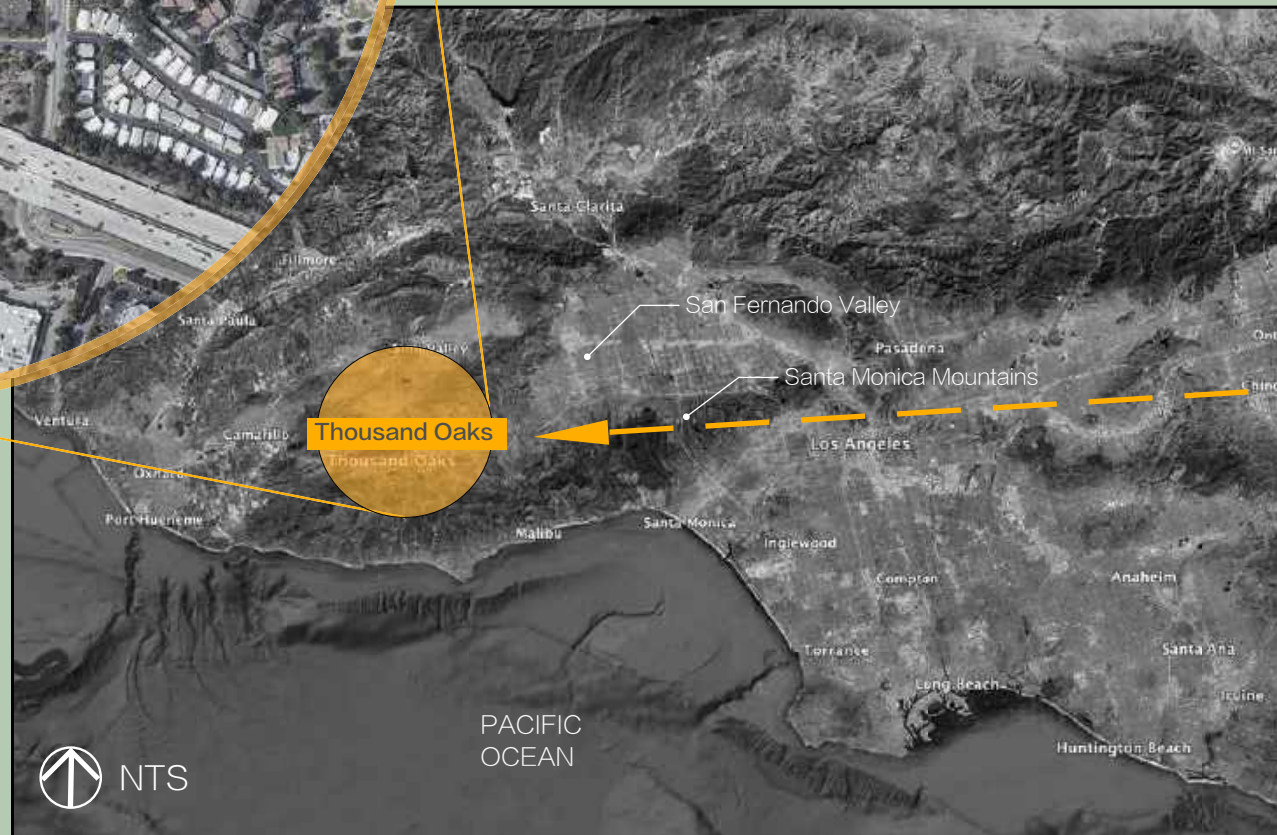 Santa Clarita
Fillmore
San Fernando Valley
Santa Paula
Pasadena
Santa Monica Mountains
Ventura
Camarillo
Thousand Oaks
Los Angeles
Thousand Oaks
Oxnard
Port Hueneme
Malibu
Santa Monica
Inglewood
Compton
Anaheim
Torrance
Santa Ana
Long Beach
Irvine
PACIFIC
OCEAN
Huntington Beach
NTS